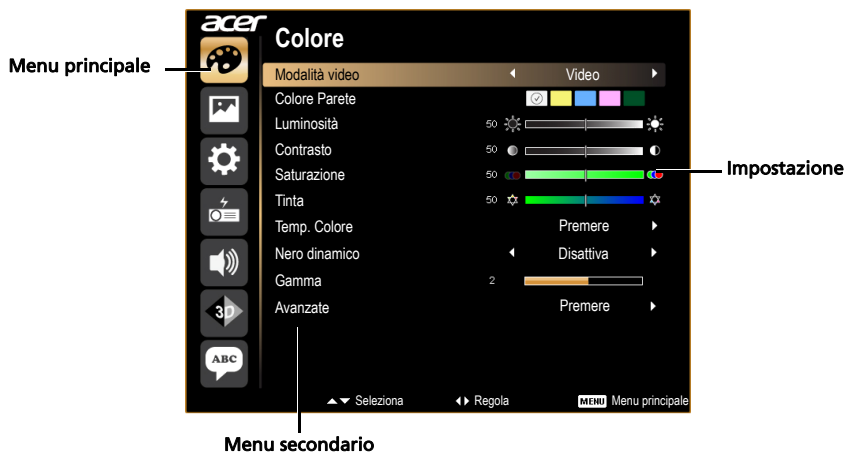 acer
Colore
Menu principale
Modalità video Video
Colore Parete
Luminosità 50
Contrasto 50
Saturazione 50
Impostazione
Tinta 50
Temp. Colore Premere
Nero dinamico Disattiva
Gamma 2
3D
Avanzate Premere
ABC
Seleziona Regola MENU Menu principale
Menu secondario